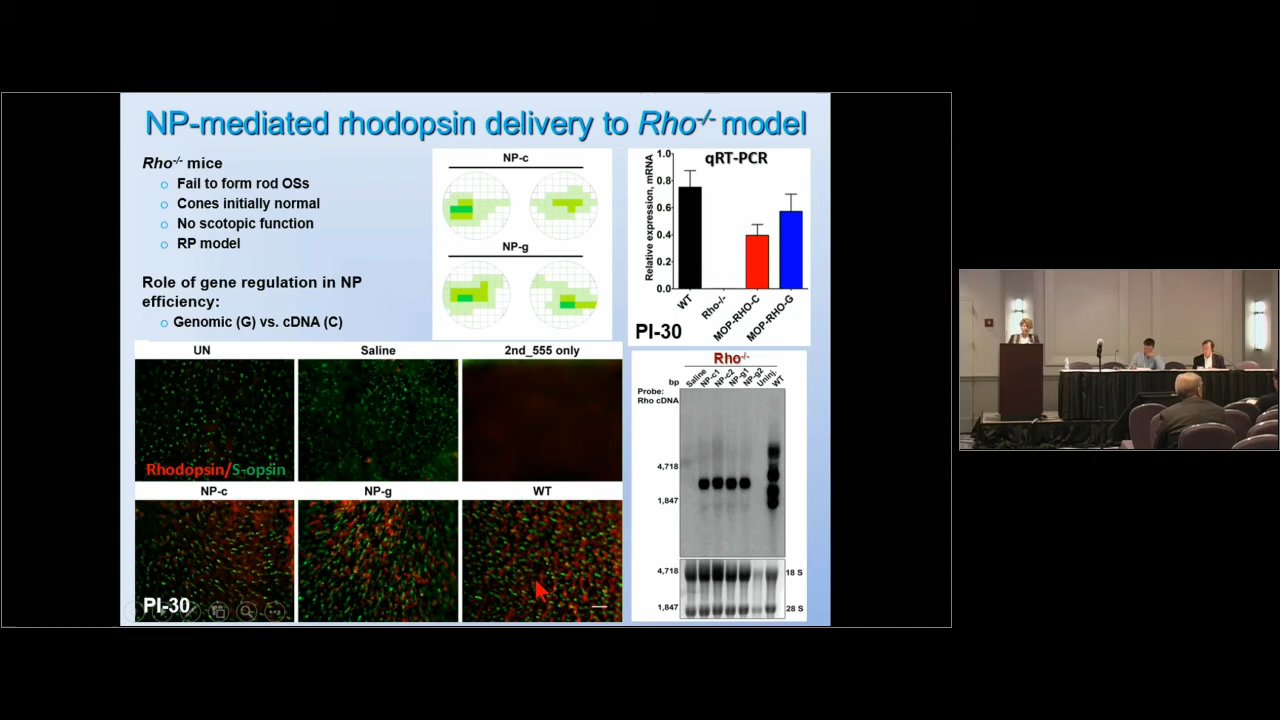 NP-mediated rhodopsin delivery to Rho-/- model
Rho-/- mice
Fail to form rod OSs
Cones initially normal
No scotopic function
RP model
Role of gene regulation in NP
efficiency:
Genomic (G) vs. cDNA (C)
NP-c
NP-g
qRT-PCR
Relative expression, mRNA
1.0
0.8
0.6
0.4
0.2
0.0
WT
Rho-/-
MOP-RHO-C
MOP-RHO-G
PI-30
UN
Saline
2nd_555 only
Rhodopsin/S-opsin
NP-c
NP-g
WT
PI-30
Rho-/-
bp
Saline
NP-c1
NP-c2
NP-g1
NP-g2
Uninj.
WT
Probe:
Rho cDNA
4,718
1,847
4,718
18 S
1,847
28 S